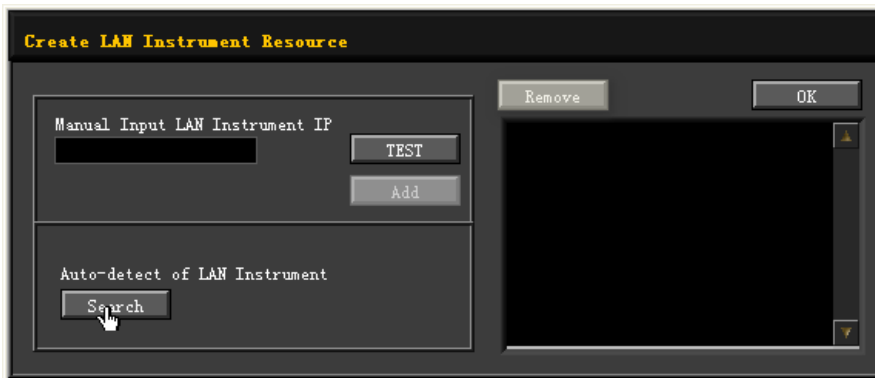 Create LAN Instrument Resource
Remove
OK
Manual Input LAN Instrument IP
TEST
Add
Auto-detect of LAN Instrument
Search